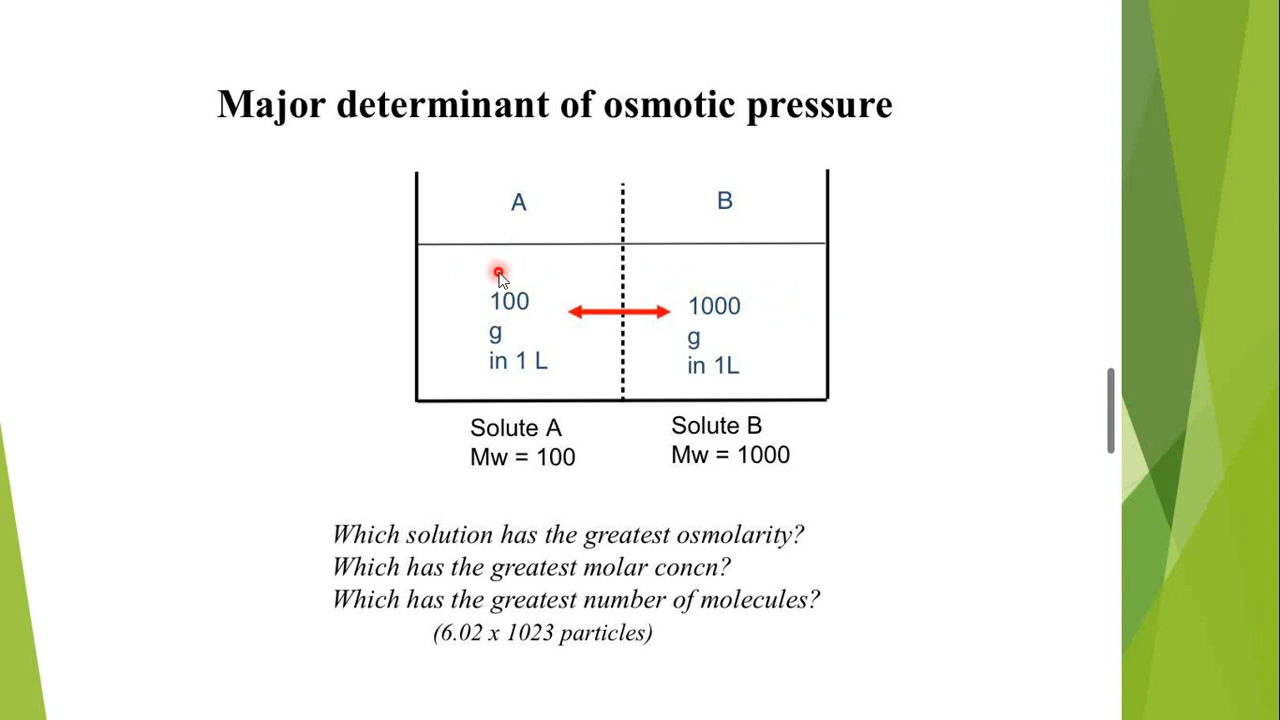 Major determinant of osmotic pressure
A
B
100
g
in 1 L
1000
g
in 1L
Solute A
Mw = 100
Solute B
Mw = 1000
Which solution has the greatest osmolarity?
Which has the greatest molar concn?
Which has the greatest number of molecules?
(6.02 x 1023 particles)